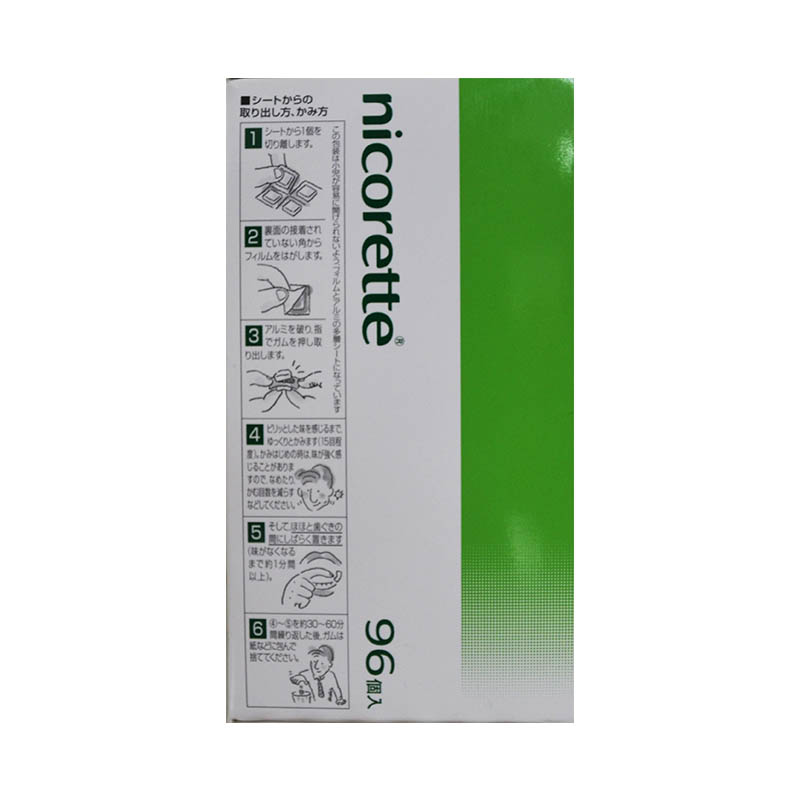 ■シートからの
取り出し方、かみ方
1 シートから1個を
切り離します。
2 裏面の接着され
ていない角から
フィルムをはがします。
3 アルミを破り、指
でガムを押し取
り出します。
4 ピリッとした味を感じるまで、
ゆっくりとかみます(15回程
度)。かみはじめの時は、味が強く感
じることがありま
すので、なめたり、
かむ回数を減らす
などしてください。
5 そして、ほほと歯ぐきの
間にしばらく置きます
(味がなくなる
まで約1分間
以上)。
6 ④〜⑤を約30〜60分
間繰り返した後、ガムは
紙などに包んで
捨ててください。
この包装は小児が容易に開けられないようフィルムとアルミの多層シートになっています
nicorette®
96個入